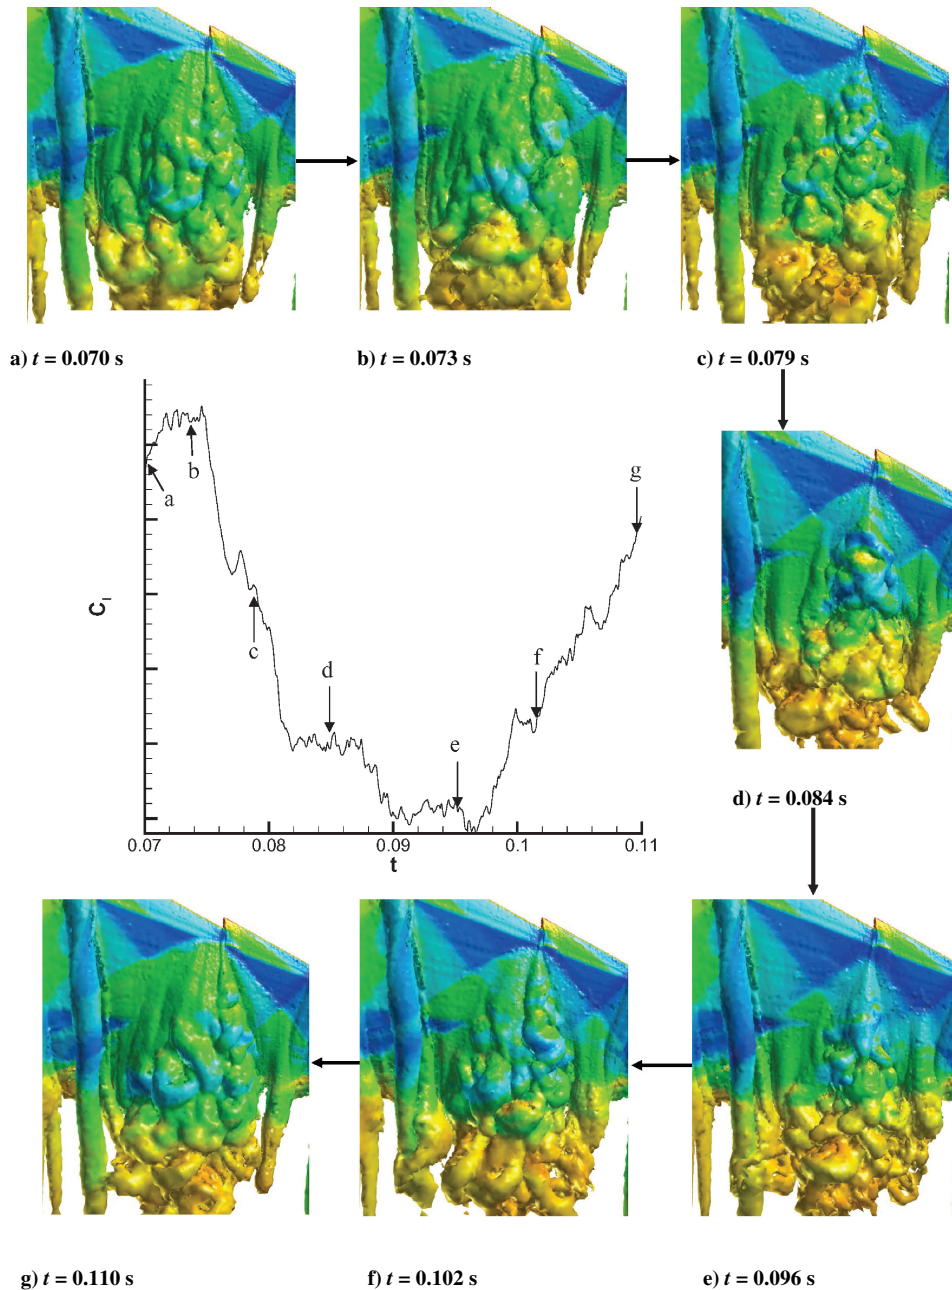 a) t = 0.070 s
b) t = 0.073 s
c) t = 0.079 s
a
b
c
d
e
f
g
C_l
0.07
0.08
0.09
0.1
0.11
t
d) t = 0.084 s
g) t = 0.110 s
f) t = 0.102 s
e) t = 0.096 s